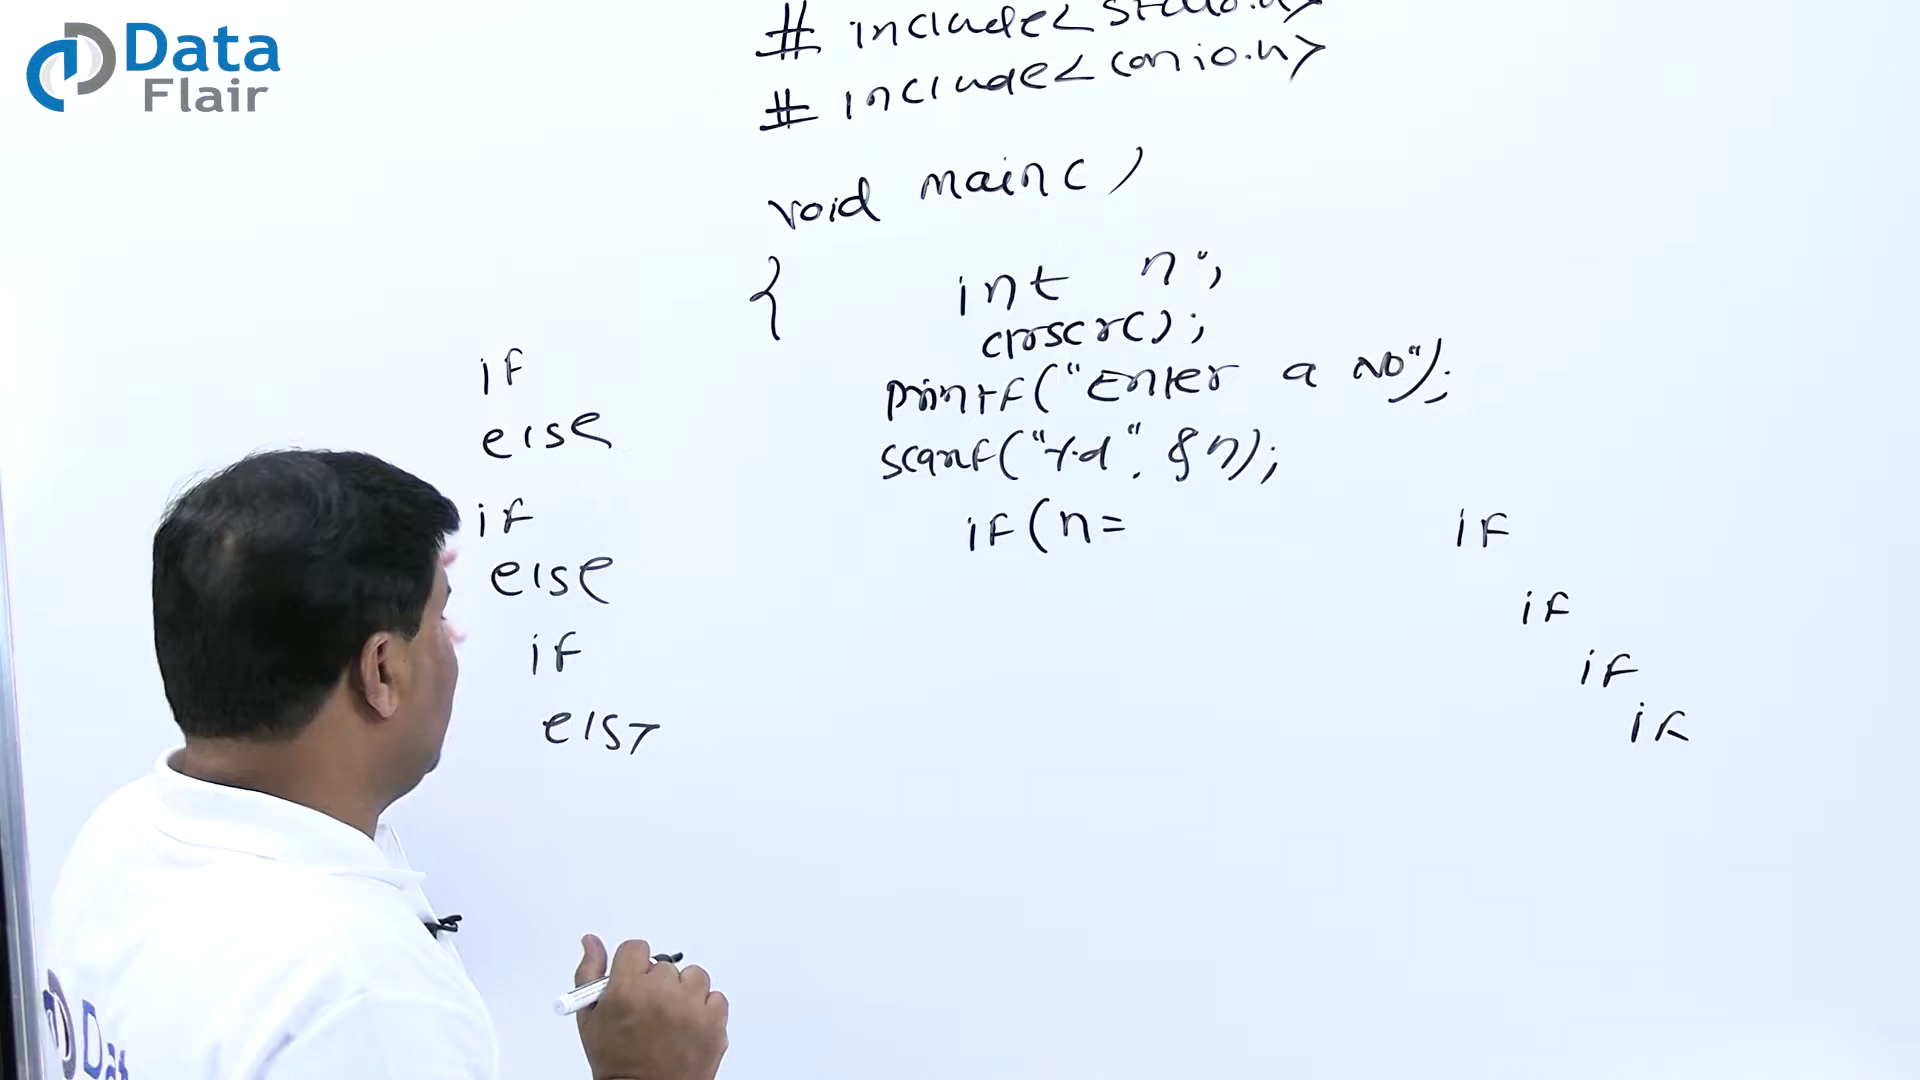 Data
Flair
# include<stdio.h>
# include<conio.h>
void main()
{ int n;
clrscr();
printf("Enter a No");
scanf("%d", &n);
if(n=
if
else
if
else
if
else
if
if
if
if